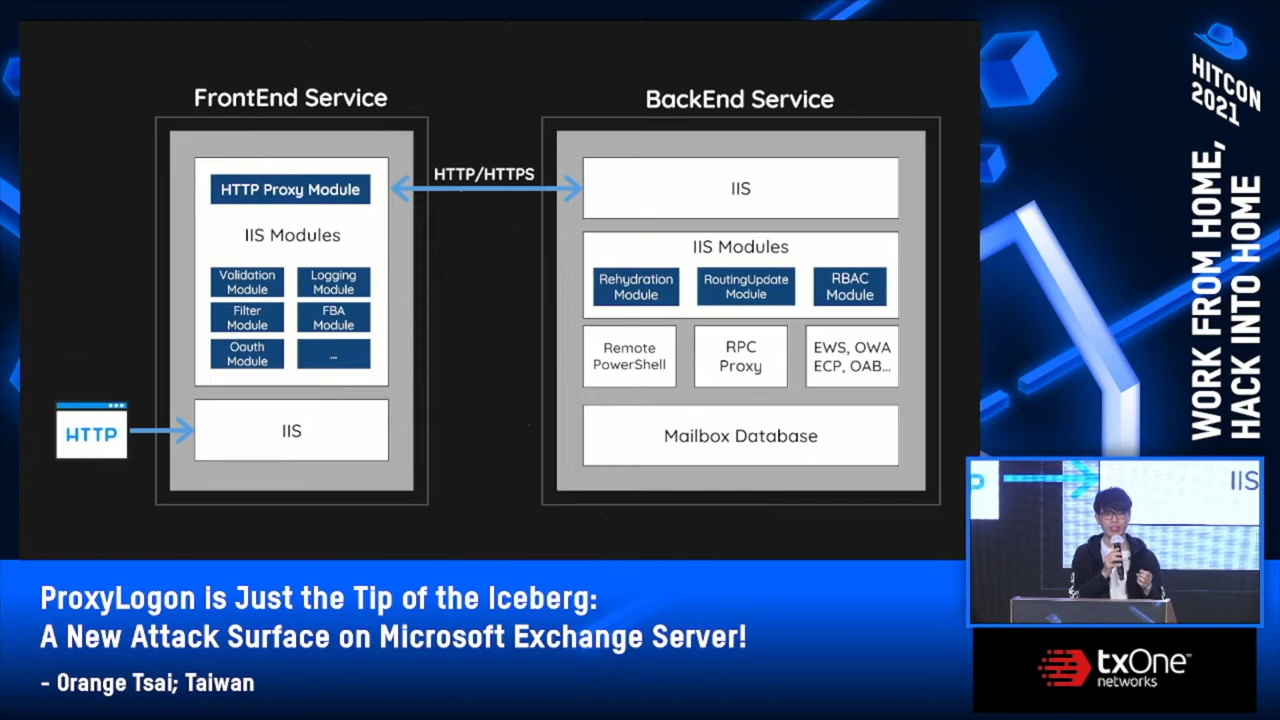 FrontEnd Service
BackEnd Service
HTTP Proxy Module
IIS Modules
Validation
Module
Logging
Module
Filter
Module
FBA
Module
Oauth
Module
...
IIS
HTTP
HTTP/HTTPS
IIS
IIS Modules
Rehydration
Module
RoutingUpdate
Module
RBAC
Module
Remote
PowerShell
RPC
Proxy
EWS, OWA
ECP, OAB...
Mailbox Database
HITCON
2021
WORK FROM HOME,
HACK INTO HOME
P
IIS
ProxyLogon is Just the Tip of the Iceberg:
A New Attack Surface on Microsoft Exchange Server!
- Orange Tsai; Taiwan
txOne™
networks